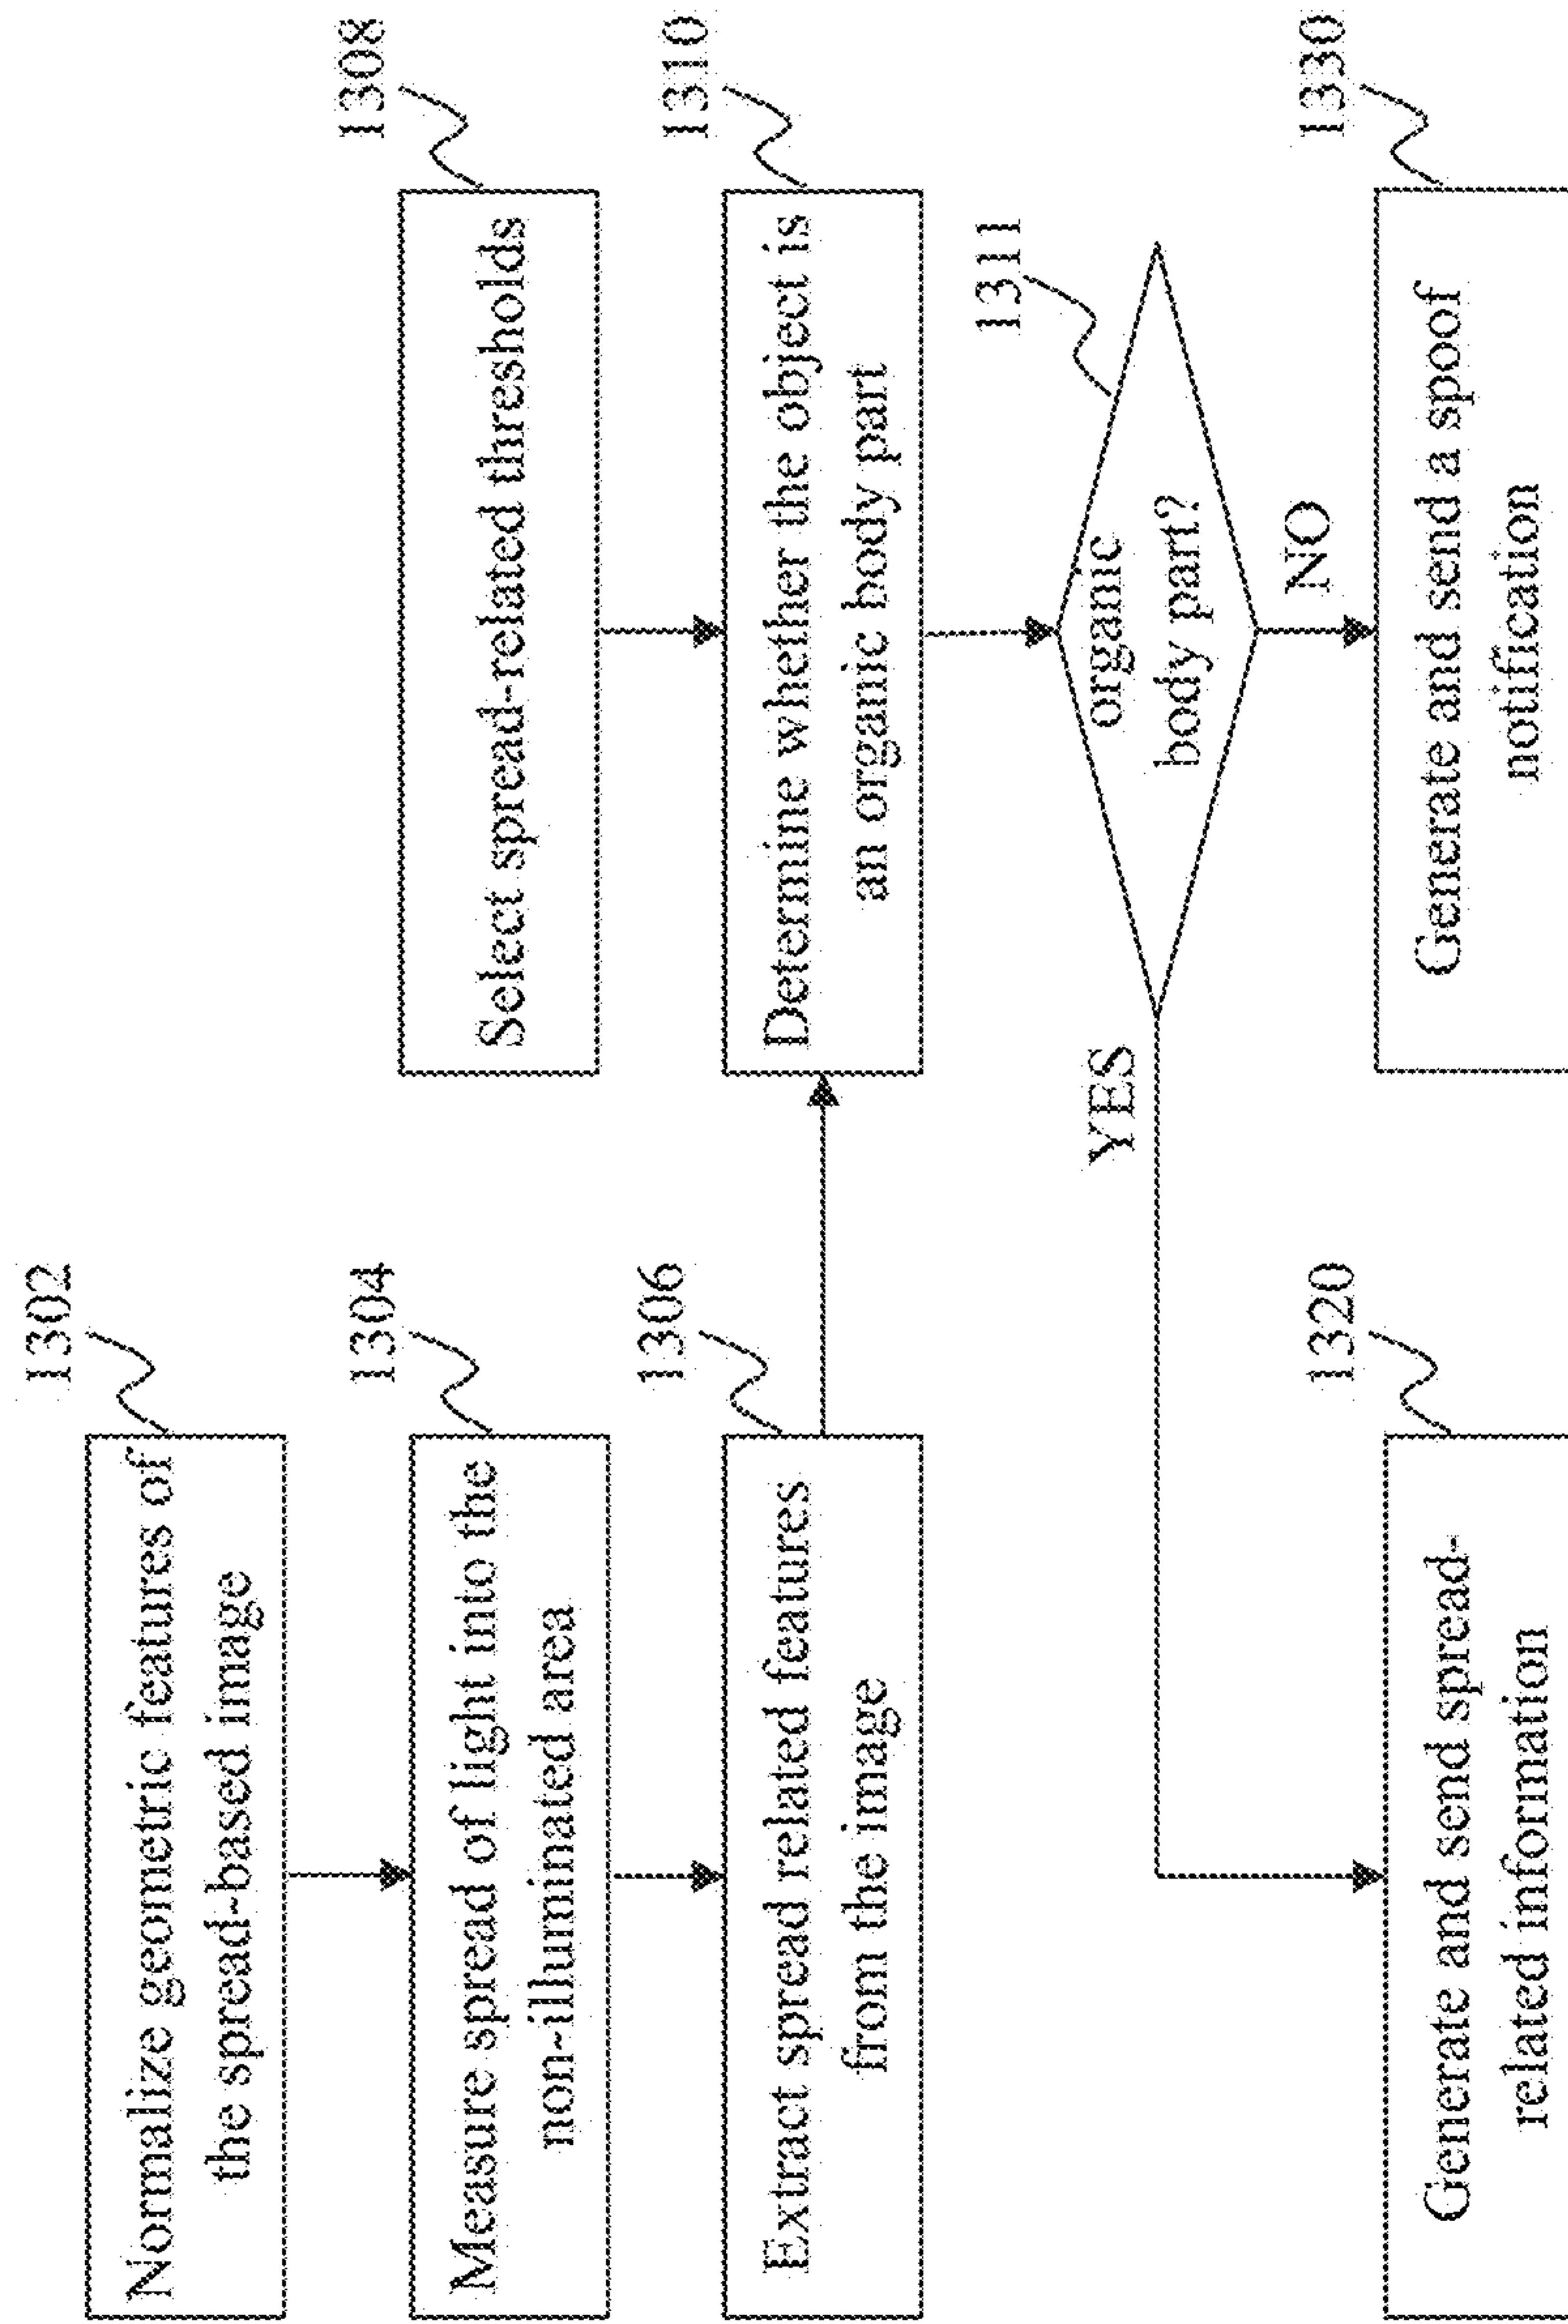 1302
Normalize geometric features of
the spread-based image
1304
Measure spread of light into the
non-illuminated area
1306
Extract spread related features
from the image
1308
Select spread-related thresholds
1310
Determine whether the object is
an organic body part
1311
organic
body part?
YES
NO
1320
Generate and send spread-
related information
1330
Generate and send a spoof
notification